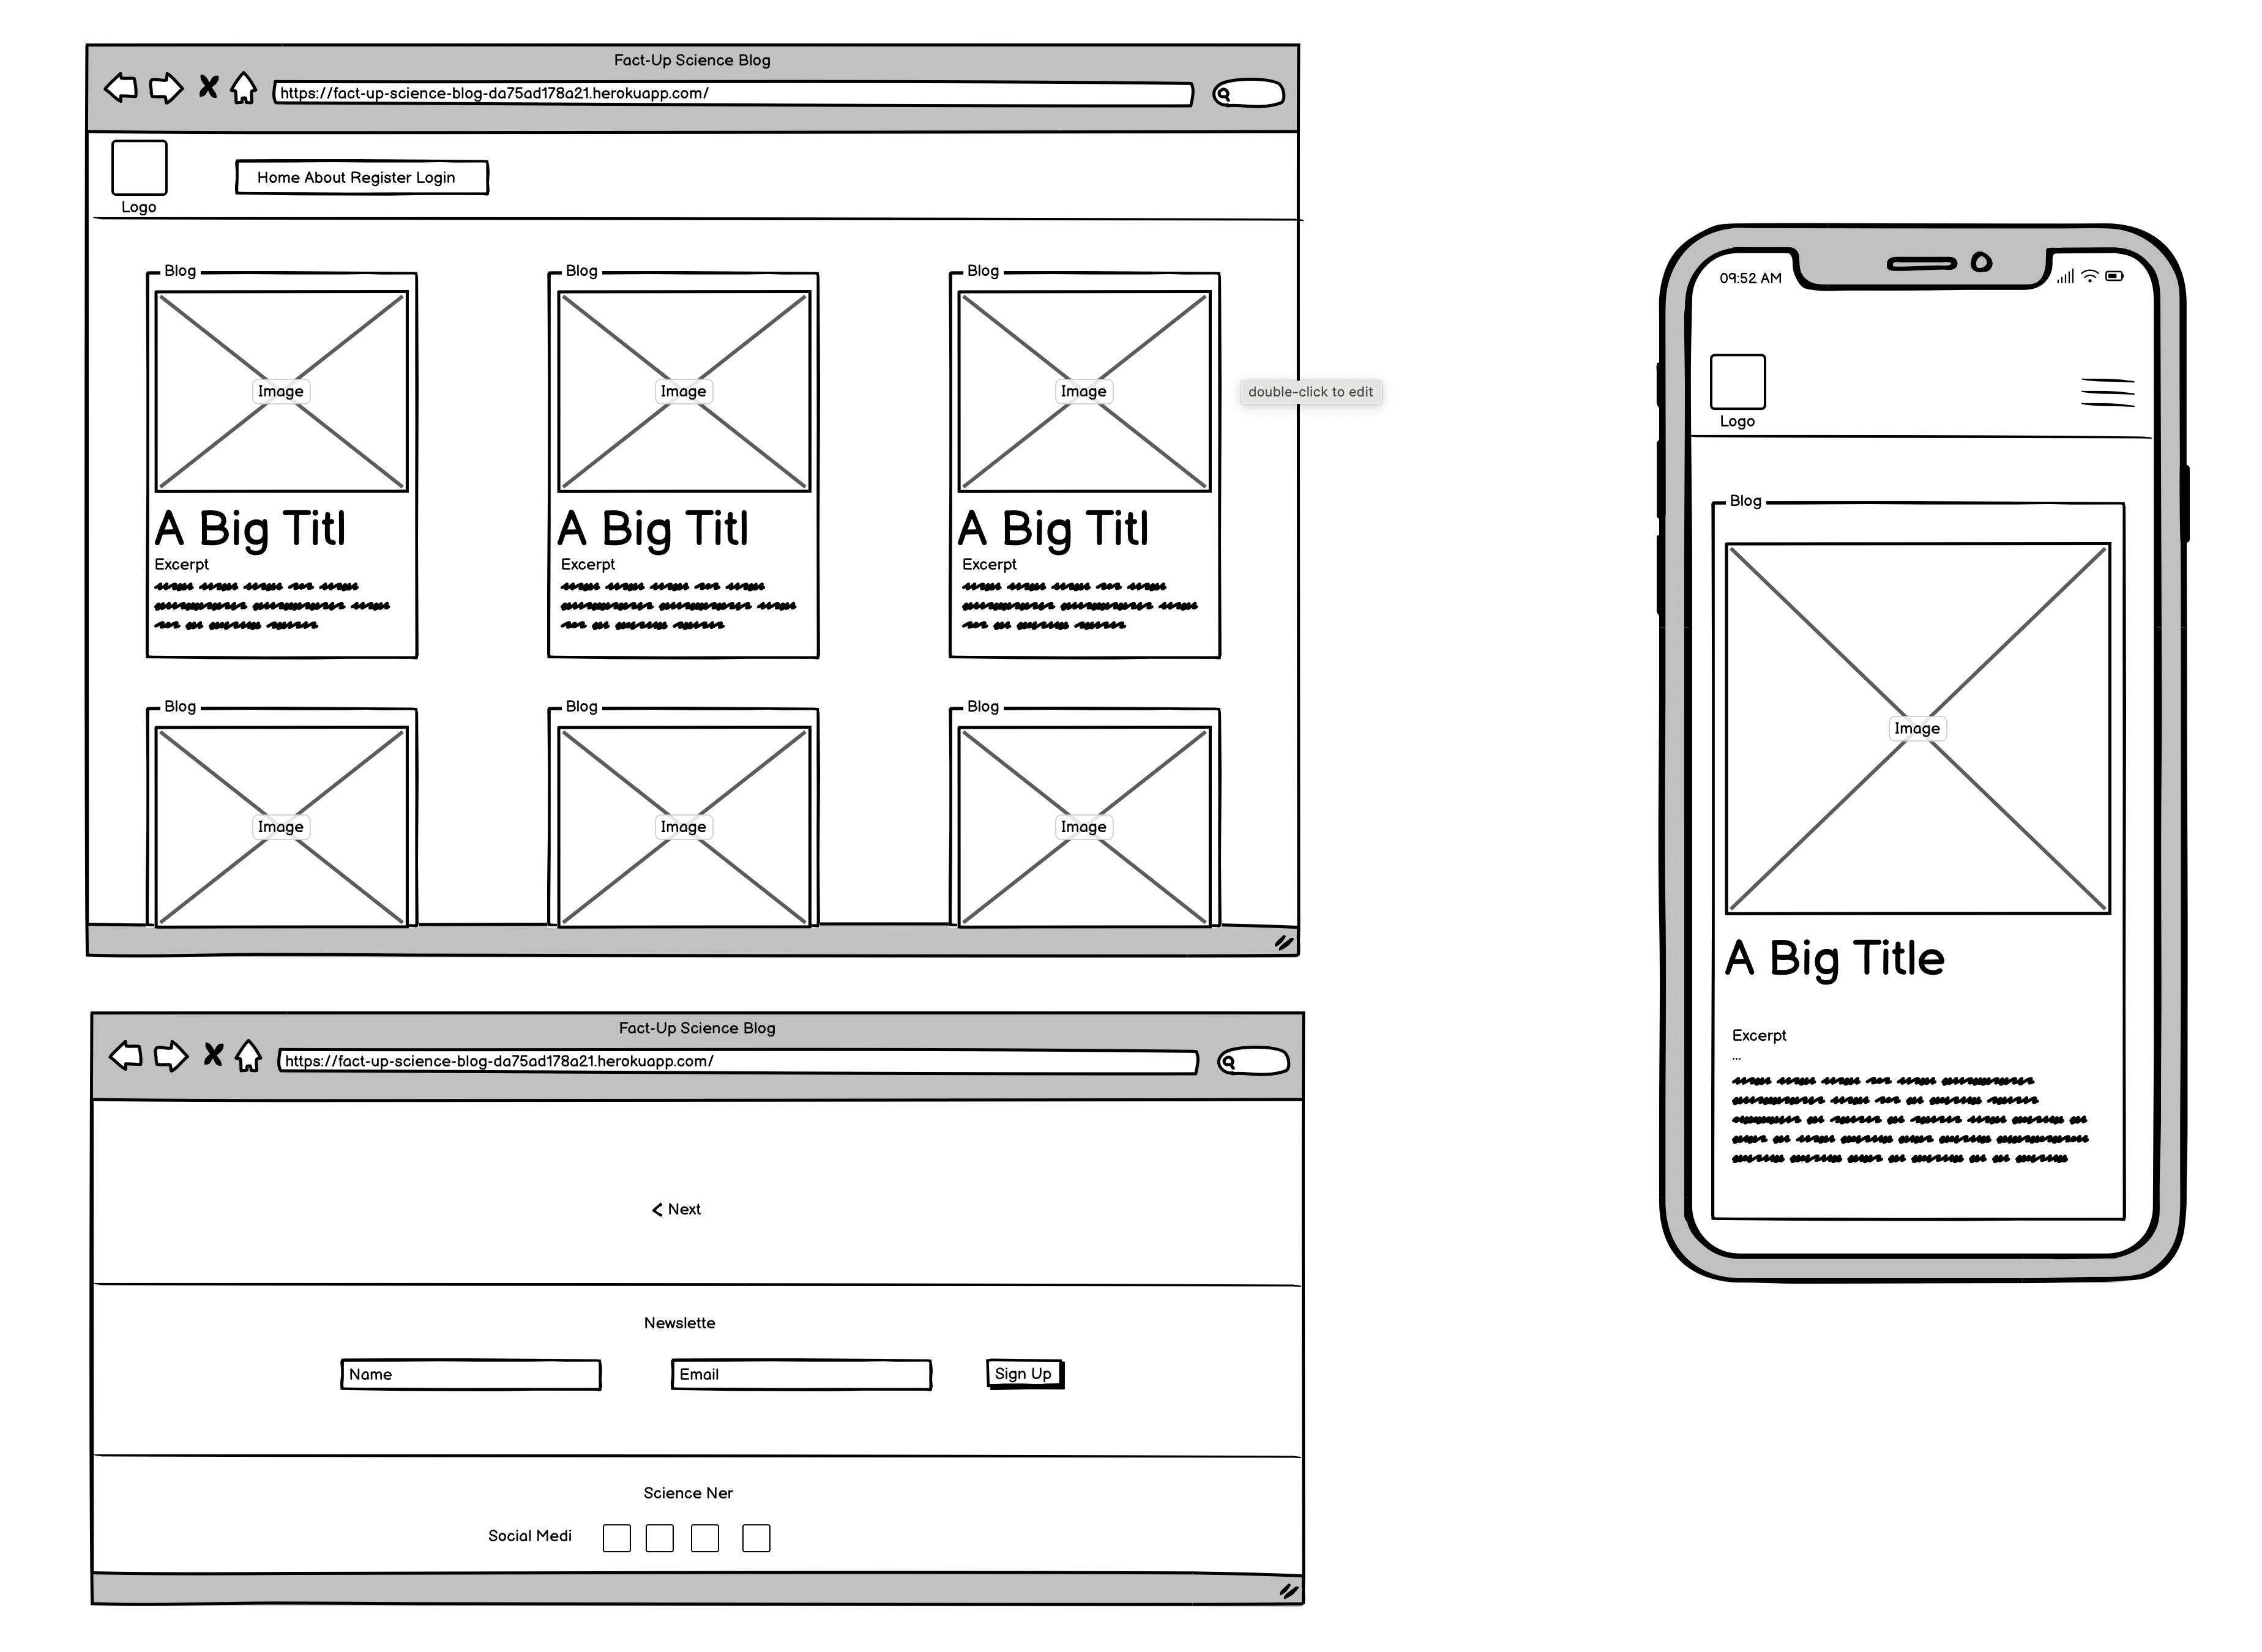 Fact-Up Science Blog
https://fact-up-science-blog-da75ad178a21.herokuapp.com/
Logo
Home About Register Login
Blog
Image
A Big Titl
Excerpt
Blog
Image
A Big Titl
Excerpt
Blog
Image
A Big Titl
Excerpt
double-click to edit
Blog
Image
Blog
Image
Blog
Image
Fact-Up Science Blog
https://fact-up-science-blog-da75ad178a21.herokuapp.com/
< Next
Newslette
Name
Email
Sign Up
Science Ner
Social Medi
09:52 AM
Logo
Blog
Image
A Big Title
Excerpt
...